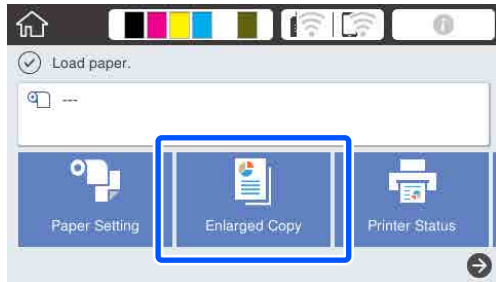 Load paper.
---
Paper Setting
Enlarged Copy
Printer Status